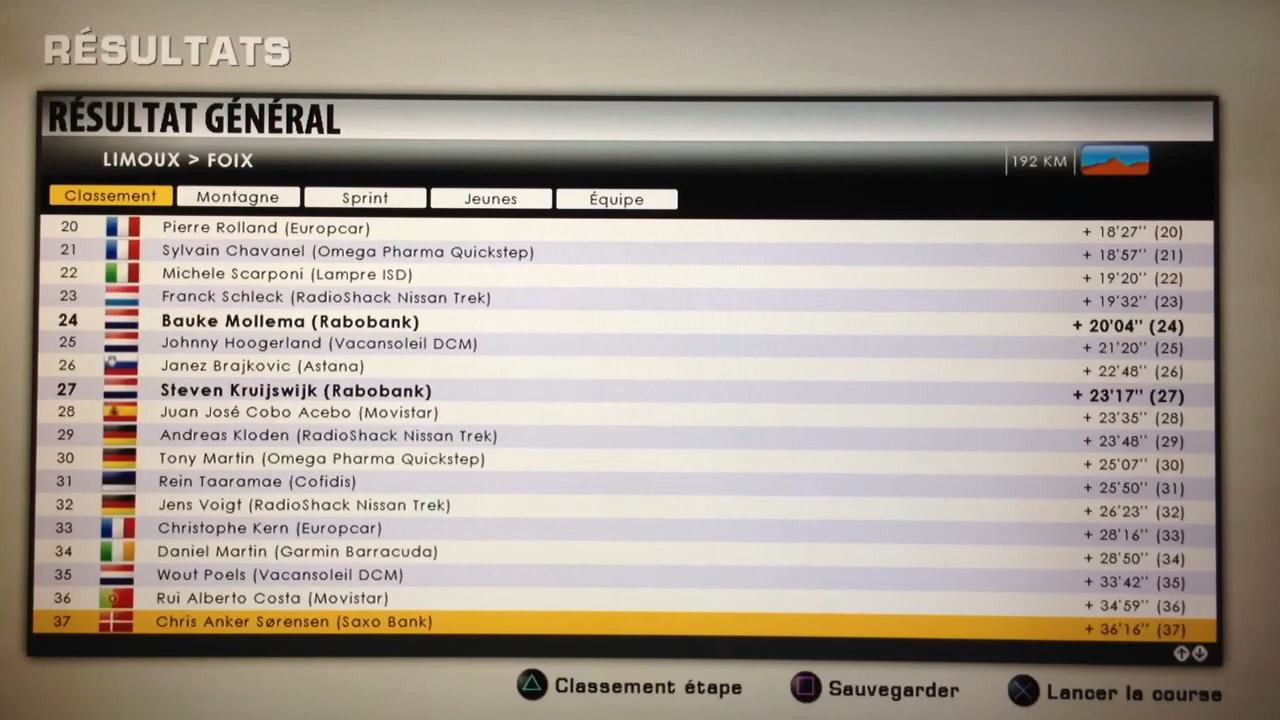 RÉSULTATS
RÉSULTAT GÉNÉRAL
LIMOUX > FOIX 192 KM
Classement Montagne Sprint Jeunes Équipe
20 Pierre Rolland (Europcar) + 18'27'' (20)
21 Sylvain Chavanel (Omega Pharma Quickstep) + 18'57'' (21)
22 Michele Scarponi (Lampre ISD) + 19'20'' (22)
23 Franck Schleck (RadioShack Nissan Trek) + 19'32'' (23)
24 Bauke Mollema (Rabobank) + 20'04'' (24)
25 Johnny Hoogerland (Vacansoleil DCM) + 21'20'' (25)
26 Janez Brajkovic (Astana) + 22'48'' (26)
27 Steven Kruijswijk (Rabobank) + 23'17'' (27)
28 Juan José Cobo Acebo (Movistar) + 23'35'' (28)
29 Andreas Kloden (RadioShack Nissan Trek) + 23'48'' (29)
30 Tony Martin (Omega Pharma Quickstep) + 25'07'' (30)
31 Rein Taaramae (Cofidis) + 25'50'' (31)
32 Jens Voigt (RadioShack Nissan Trek) + 26'23'' (32)
33 Christophe Kern (Europcar) + 28'16'' (33)
34 Daniel Martin (Garmin Barracuda) + 28'50'' (34)
35 Wout Poels (Vacansoleil DCM) + 33'42'' (35)
36 Rui Alberto Costa (Movistar) + 34'59'' (36)
37 Chris Anker Sørensen (Saxo Bank) + 36'16'' (37)
Classement étape Sauvegarder Lancer la course